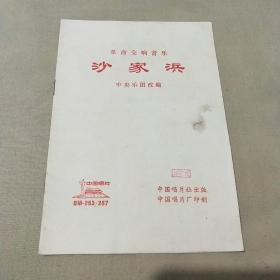 革命交响音乐
沙家浜
中央乐团改编
中国唱片
中国唱片社出版
中国唱片厂印制